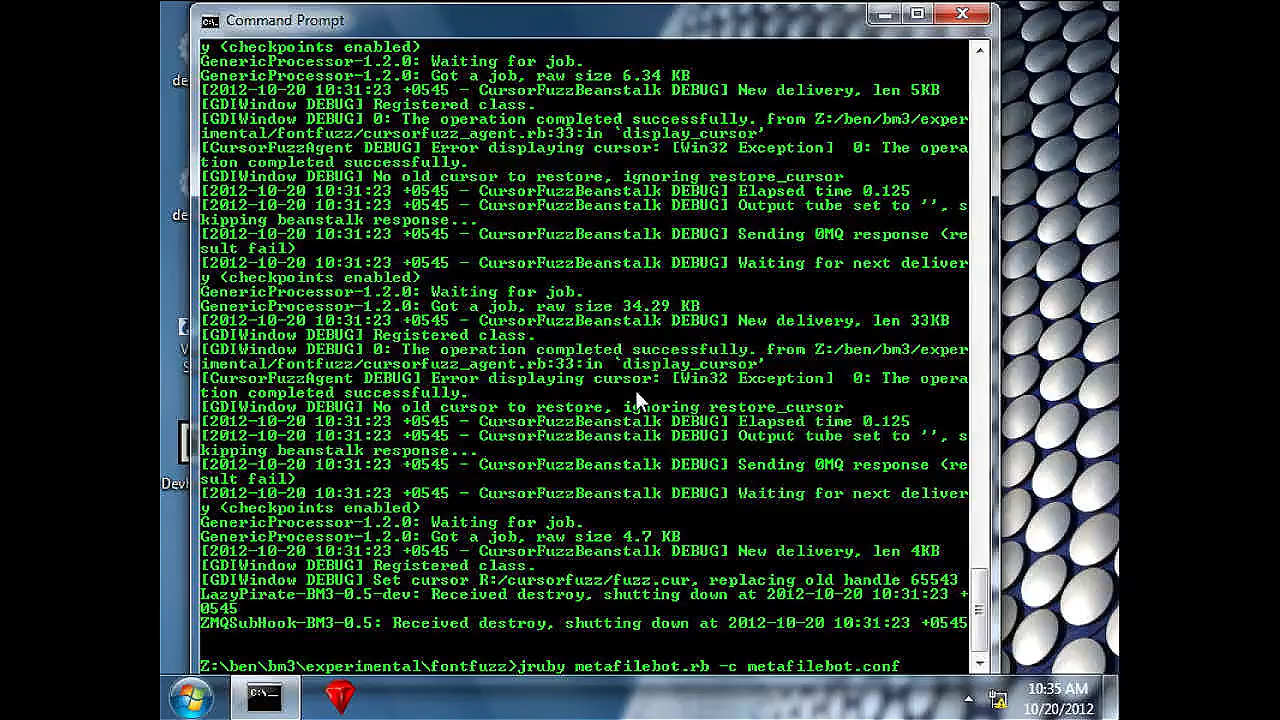 Command Prompt
y (checkpoints enabled)
GenericProcessor-1.2.0: Waiting for job.
GenericProcessor-1.2.0: Got a job, raw size 6.34 KB
[2012-10-20 10:31:23 +0545 - CursorFuzzBeanstalk DEBUG] New delivery, len 5KB
[GDIWindow DEBUG] Registered class.
[GDIWindow DEBUG] 0: The operation completed successfully. from Z:/ben/bm3/exper
imental/fontfuzz/cursorfuzz_agent.rb:33:in `display_cursor'
[CursorFuzzAgent DEBUG] Error displaying cursor: [Win32 Exception]  0: The opera
tion completed successfully.
[GDIWindow DEBUG] No old cursor to restore, ignoring restore_cursor
[2012-10-20 10:31:23 +0545 - CursorFuzzBeanstalk DEBUG] Elapsed time 0.125
[2012-10-20 10:31:23 +0545 - CursorFuzzBeanstalk DEBUG] Output tube set to '', s
kipping beanstalk response...
[2012-10-20 10:31:23 +0545 - CursorFuzzBeanstalk DEBUG] Sending 0MQ response (re
sult fail)
[2012-10-20 10:31:23 +0545 - CursorFuzzBeanstalk DEBUG] Waiting for next deliver
y (checkpoints enabled)
GenericProcessor-1.2.0: Waiting for job.
GenericProcessor-1.2.0: Got a job, raw size 34.29 KB
[2012-10-20 10:31:23 +0545 - CursorFuzzBeanstalk DEBUG] New delivery, len 33KB
[GDIWindow DEBUG] Registered class.
[GDIWindow DEBUG] 0: The operation completed successfully. from Z:/ben/bm3/exper
imental/fontfuzz/cursorfuzz_agent.rb:33:in `display_cursor'
[CursorFuzzAgent DEBUG] Error displaying cursor: [Win32 Exception]  0: The opera
tion completed successfully.
[GDIWindow DEBUG] No old cursor to restore, ignoring restore_cursor
[2012-10-20 10:31:23 +0545 - CursorFuzzBeanstalk DEBUG] Elapsed time 0.125
[2012-10-20 10:31:23 +0545 - CursorFuzzBeanstalk DEBUG] Output tube set to '', s
kipping beanstalk response...
[2012-10-20 10:31:23 +0545 - CursorFuzzBeanstalk DEBUG] Sending 0MQ response (re
sult fail)
[2012-10-20 10:31:23 +0545 - CursorFuzzBeanstalk DEBUG] Waiting for next deliver
y (checkpoints enabled)
GenericProcessor-1.2.0: Waiting for job.
GenericProcessor-1.2.0: Got a job, raw size 4.7 KB
[2012-10-20 10:31:23 +0545 - CursorFuzzBeanstalk DEBUG] New delivery, len 4KB
[GDIWindow DEBUG] Registered class.
[GDIWindow DEBUG] Set cursor R:/cursorfuzz/fuzz.cur, replacing old handle 65543
LazyPirate-BM3-0.5-dev: Received destroy, shutting down at 2012-10-20 10:31:23 +
0545
ZMQSubHook-BM3-0.5: Received destroy, shutting down at 2012-10-20 10:31:23 +0545
Z:\ben\bm3\experimental\fontfuzz>jruby metafilebot.rb -c metafilebot.conf
10:35 AM
10/20/2012